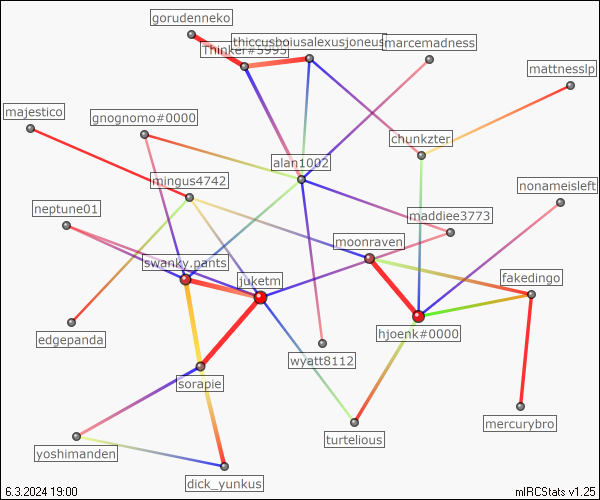 gorudenneko
thiccusboiusalexusjoneus
marcemadness
Thinker#5995
mattnesslp
majestico
gnognomo#0000
chunkzter
alan1002
mingus4742
nonameisleft
neptune01
maddiee3773
moonraven
swanky.pants
juketm
fakedingo
edgepanda
hjoenk#0000
wyatt8112
sorapie
mercurybro
turtelious
yoshimanden
dick_yunkus
6.3.2024 19:00
mIRCStats v1.25